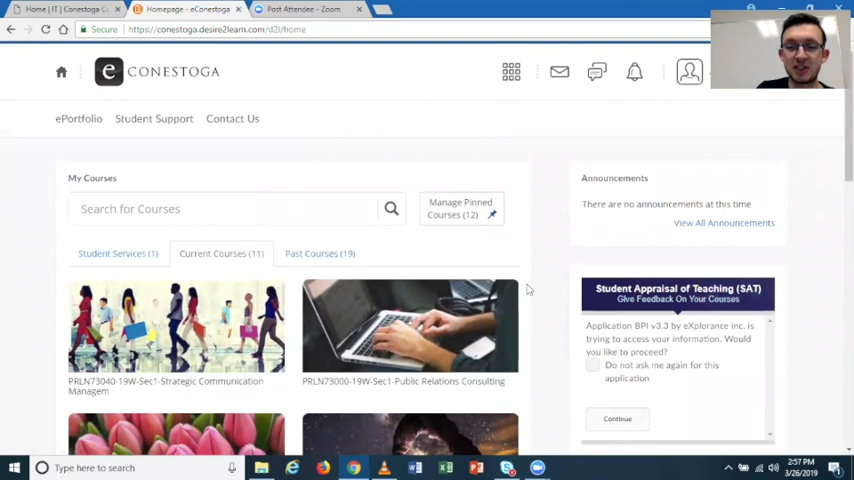 Home | IT | Conestoga C
Homepage - eConestoga
Post Attendee - Zoom
Secure
https://conestoga.desire2learn.com/d2l/home
e CONESTOGA
ePortfolio
Student Support
Contact Us
My Courses
Search for Courses
Manage Pinned
Courses (12)
Student Services (1)
Current Courses (11)
Past Courses (19)
PRLN73040-19W-Sec1-Strategic Communication
Managem
PRLN73000-19W-Sec1-Public Relations Consulting
Announcements
There are no announcements at this time
View All Announcements
Student Appraisal of Teaching (SAT)
Give Feedback On Your Courses
Application BPI v3.3 by eXplorance inc. is
trying to access your information. Would
you like to proceed?
Do not ask me again for this
application
Continue
Type here to search
2:57 PM
3/26/2019